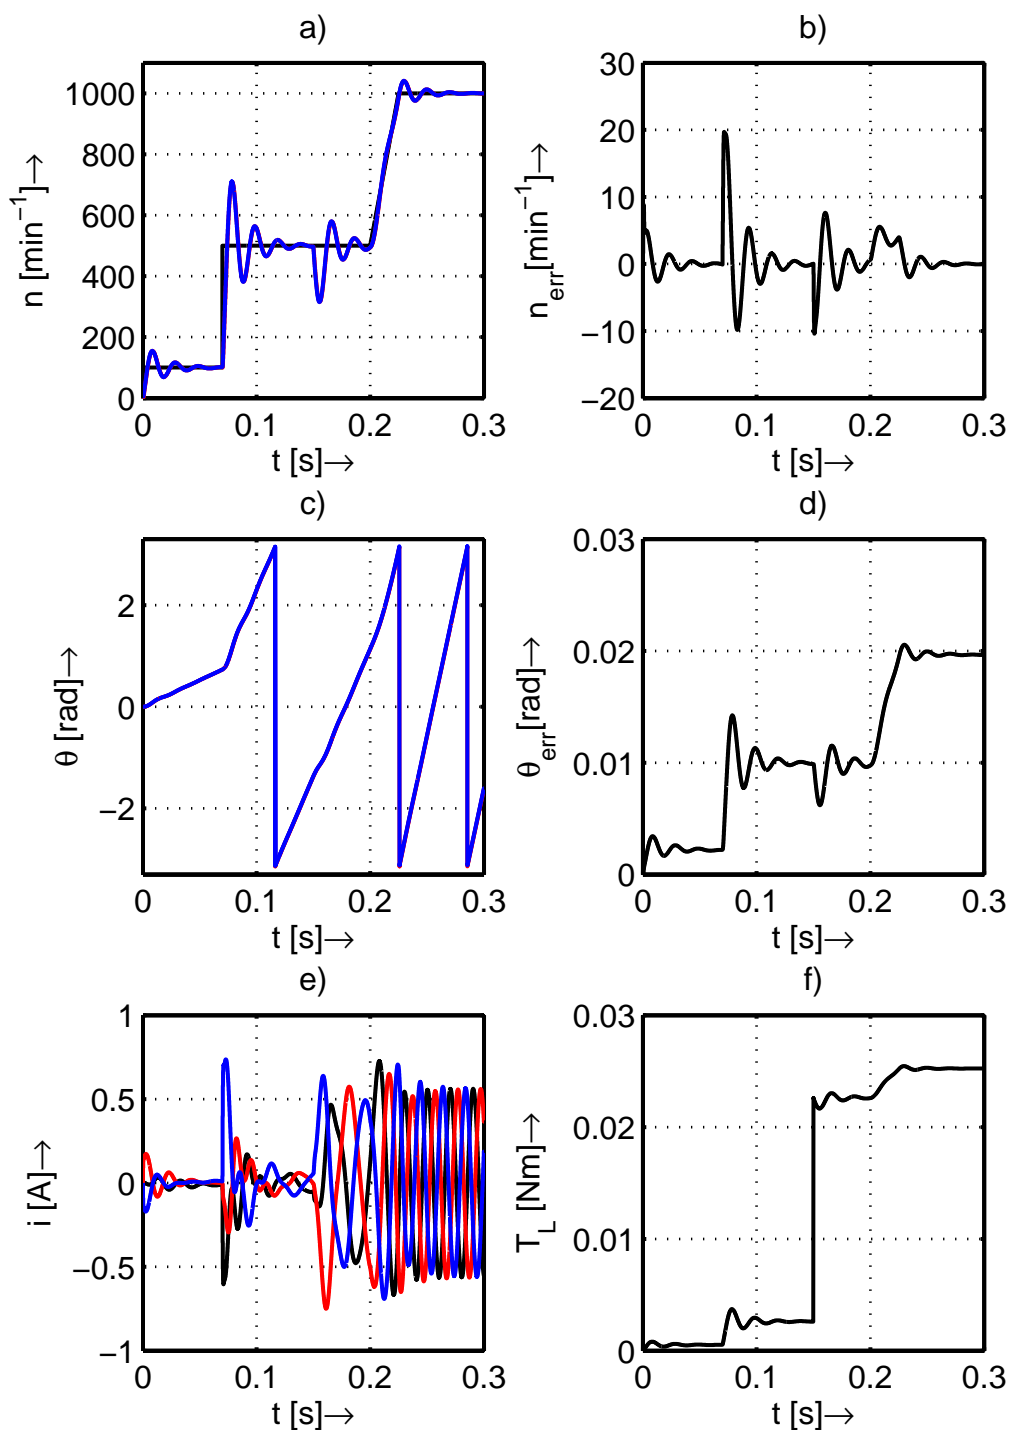 a)
1000
800
600
400
200
0
0 0.1 0.2 0.3
n [min⁻¹]→
t [s]→
b)
30
20
10
0
−10
−20
0 0.1 0.2 0.3
n_err[min⁻¹]→
t [s]→
c)
2
0
−2
0 0.1 0.2 0.3
θ [rad]→
t [s]→
d)
0.03
0.02
0.01
0
0 0.1 0.2 0.3
θ_err[rad]→
t [s]→
e)
1
0.5
0
−0.5
−1
0 0.1 0.2 0.3
i [A]→
t [s]→
f)
0.03
0.02
0.01
0
0 0.1 0.2 0.3
T_L [Nm]→
t [s]→